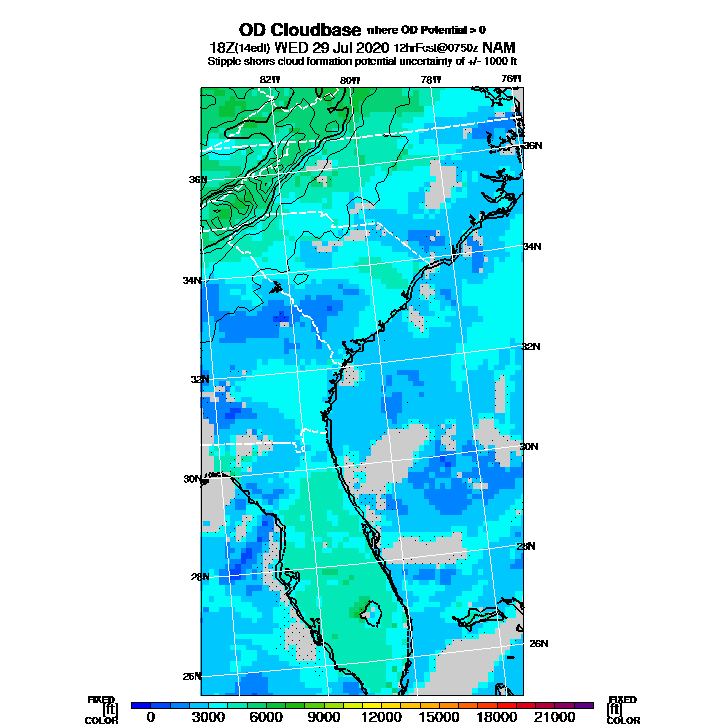 OD Cloudbase where OD Potential > 0
18Z(14edt) WED 29 Jul 2020 12hrFcst@0750z NAM
Stipple shows cloud formation potential uncertainty of +/- 1000 ft
82W 80W 78W 76W
36N 36N
34N 34N
32N 32N
30N 30N
28N 28N
26N 26N
FIXED FIXED
[ft] 0 3000 6000 9000 12000 15000 18000 21000 [ft]
COLOR COLOR